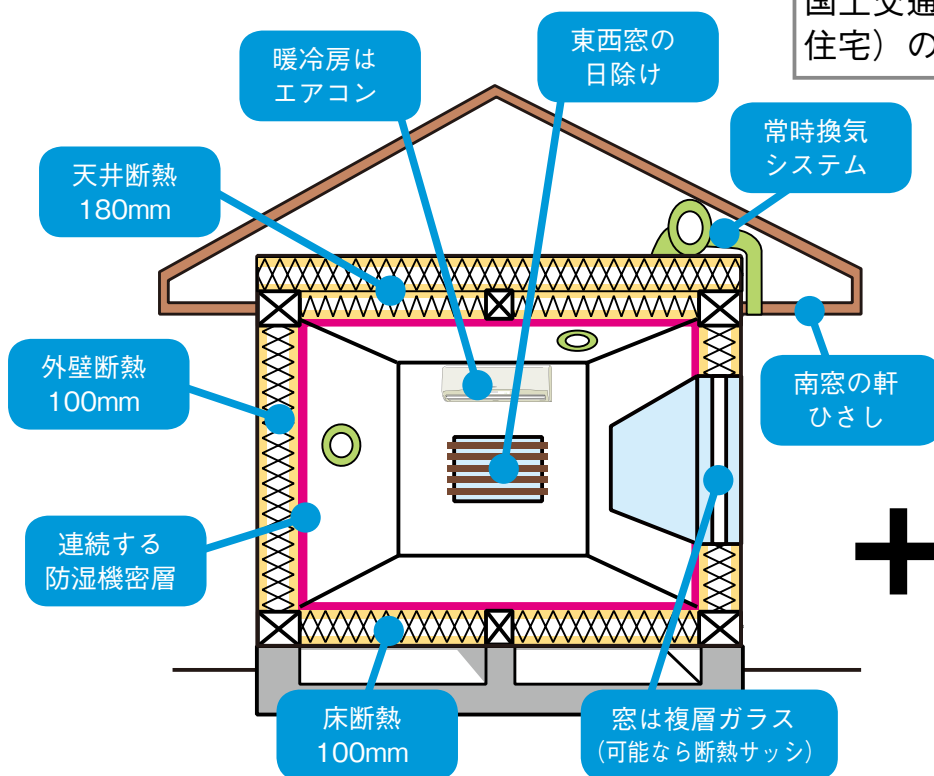 国土交通
住宅）の
暖冷房は
エアコン
東西窓の
日除け
常時換気
システム
天井断熱
180mm
外壁断熱
100mm
南窓の軒
ひさし
連続する
防湿機密層
床断熱
100mm
窓は複層ガラス
（可能なら断熱サッシ）
＋